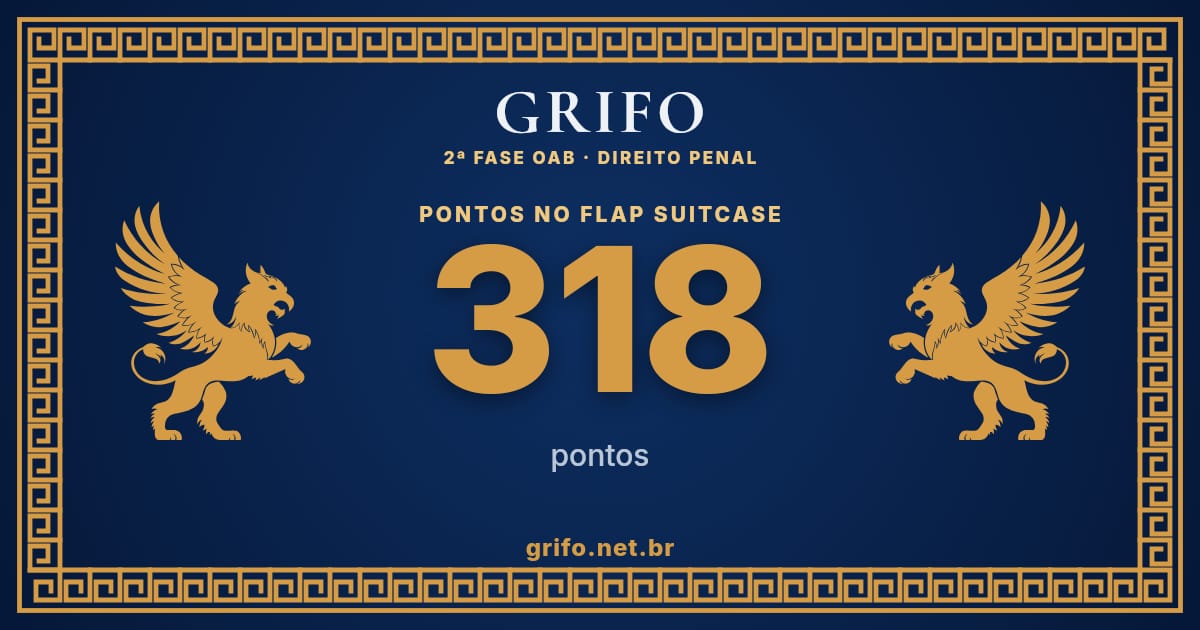 GRIFO
2ª FASE OAB · DIREITO PENAL
PONTOS NO FLAP SUITCASE
318
pontos
grifo.net.br